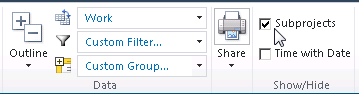 Outline
Work
Custom Filter...
Custom Group...
Data
Share
Subprojects
Time with Date
Show/Hide